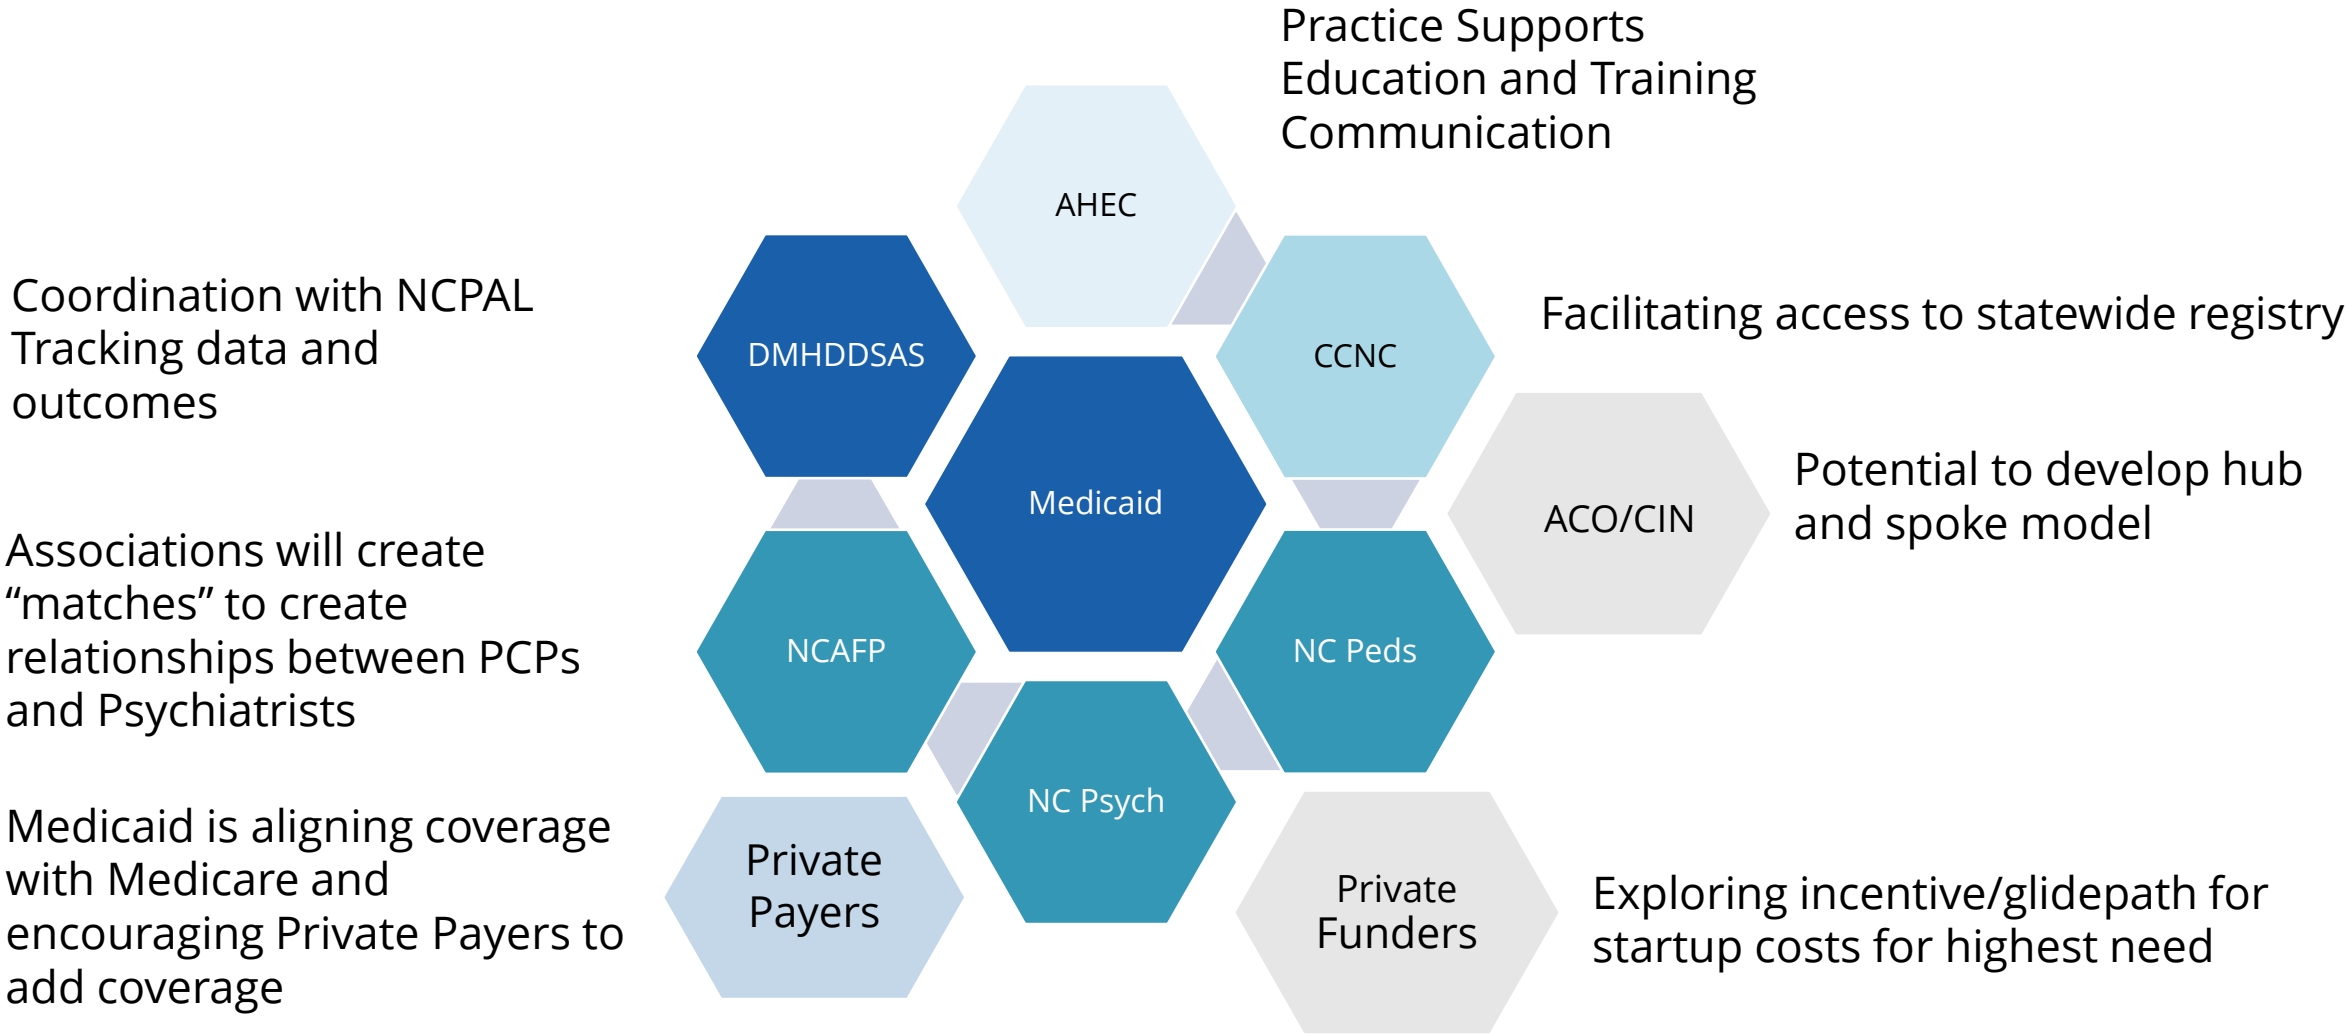 Practice Supports
Education and Training
Communication
AHEC
Coordination with NCPAL
Tracking data and
outcomes
DMHDDSAS
CCNC
Facilitating access to statewide registry
Medicaid
ACO/CIN
Potential to develop hub
and spoke model
Associations will create
“matches” to create
relationships between PCPs
and Psychiatrists
NCAFP
NC Peds
NC Psych
Medicaid is aligning coverage
with Medicare and
encouraging Private Payers to
add coverage
Private
Payers
Private
Funders
Exploring incentive/glidepath for
startup costs for highest need